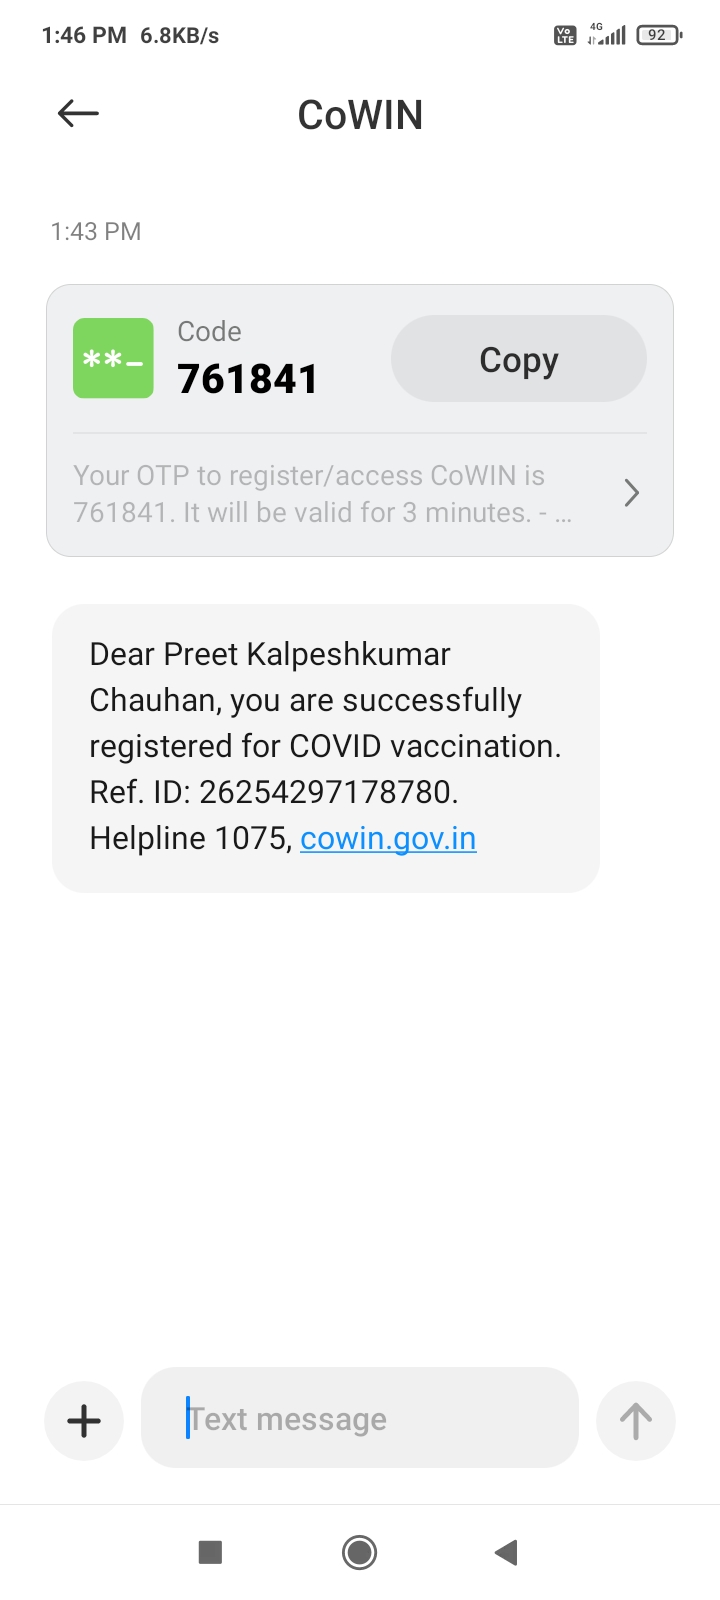 1:46 PM 6.8KB/s
Vo LTE 4G 92
CoWIN
1:43 PM
**_
Code
761841
Copy
Your OTP to register/access CoWIN is
761841. It will be valid for 3 minutes. - ...
Dear Preet Kalpeshkumar
Chauhan, you are successfully
registered for COVID vaccination.
Ref. ID: 26254297178780.
Helpline 1075, cowin.gov.in
Text message